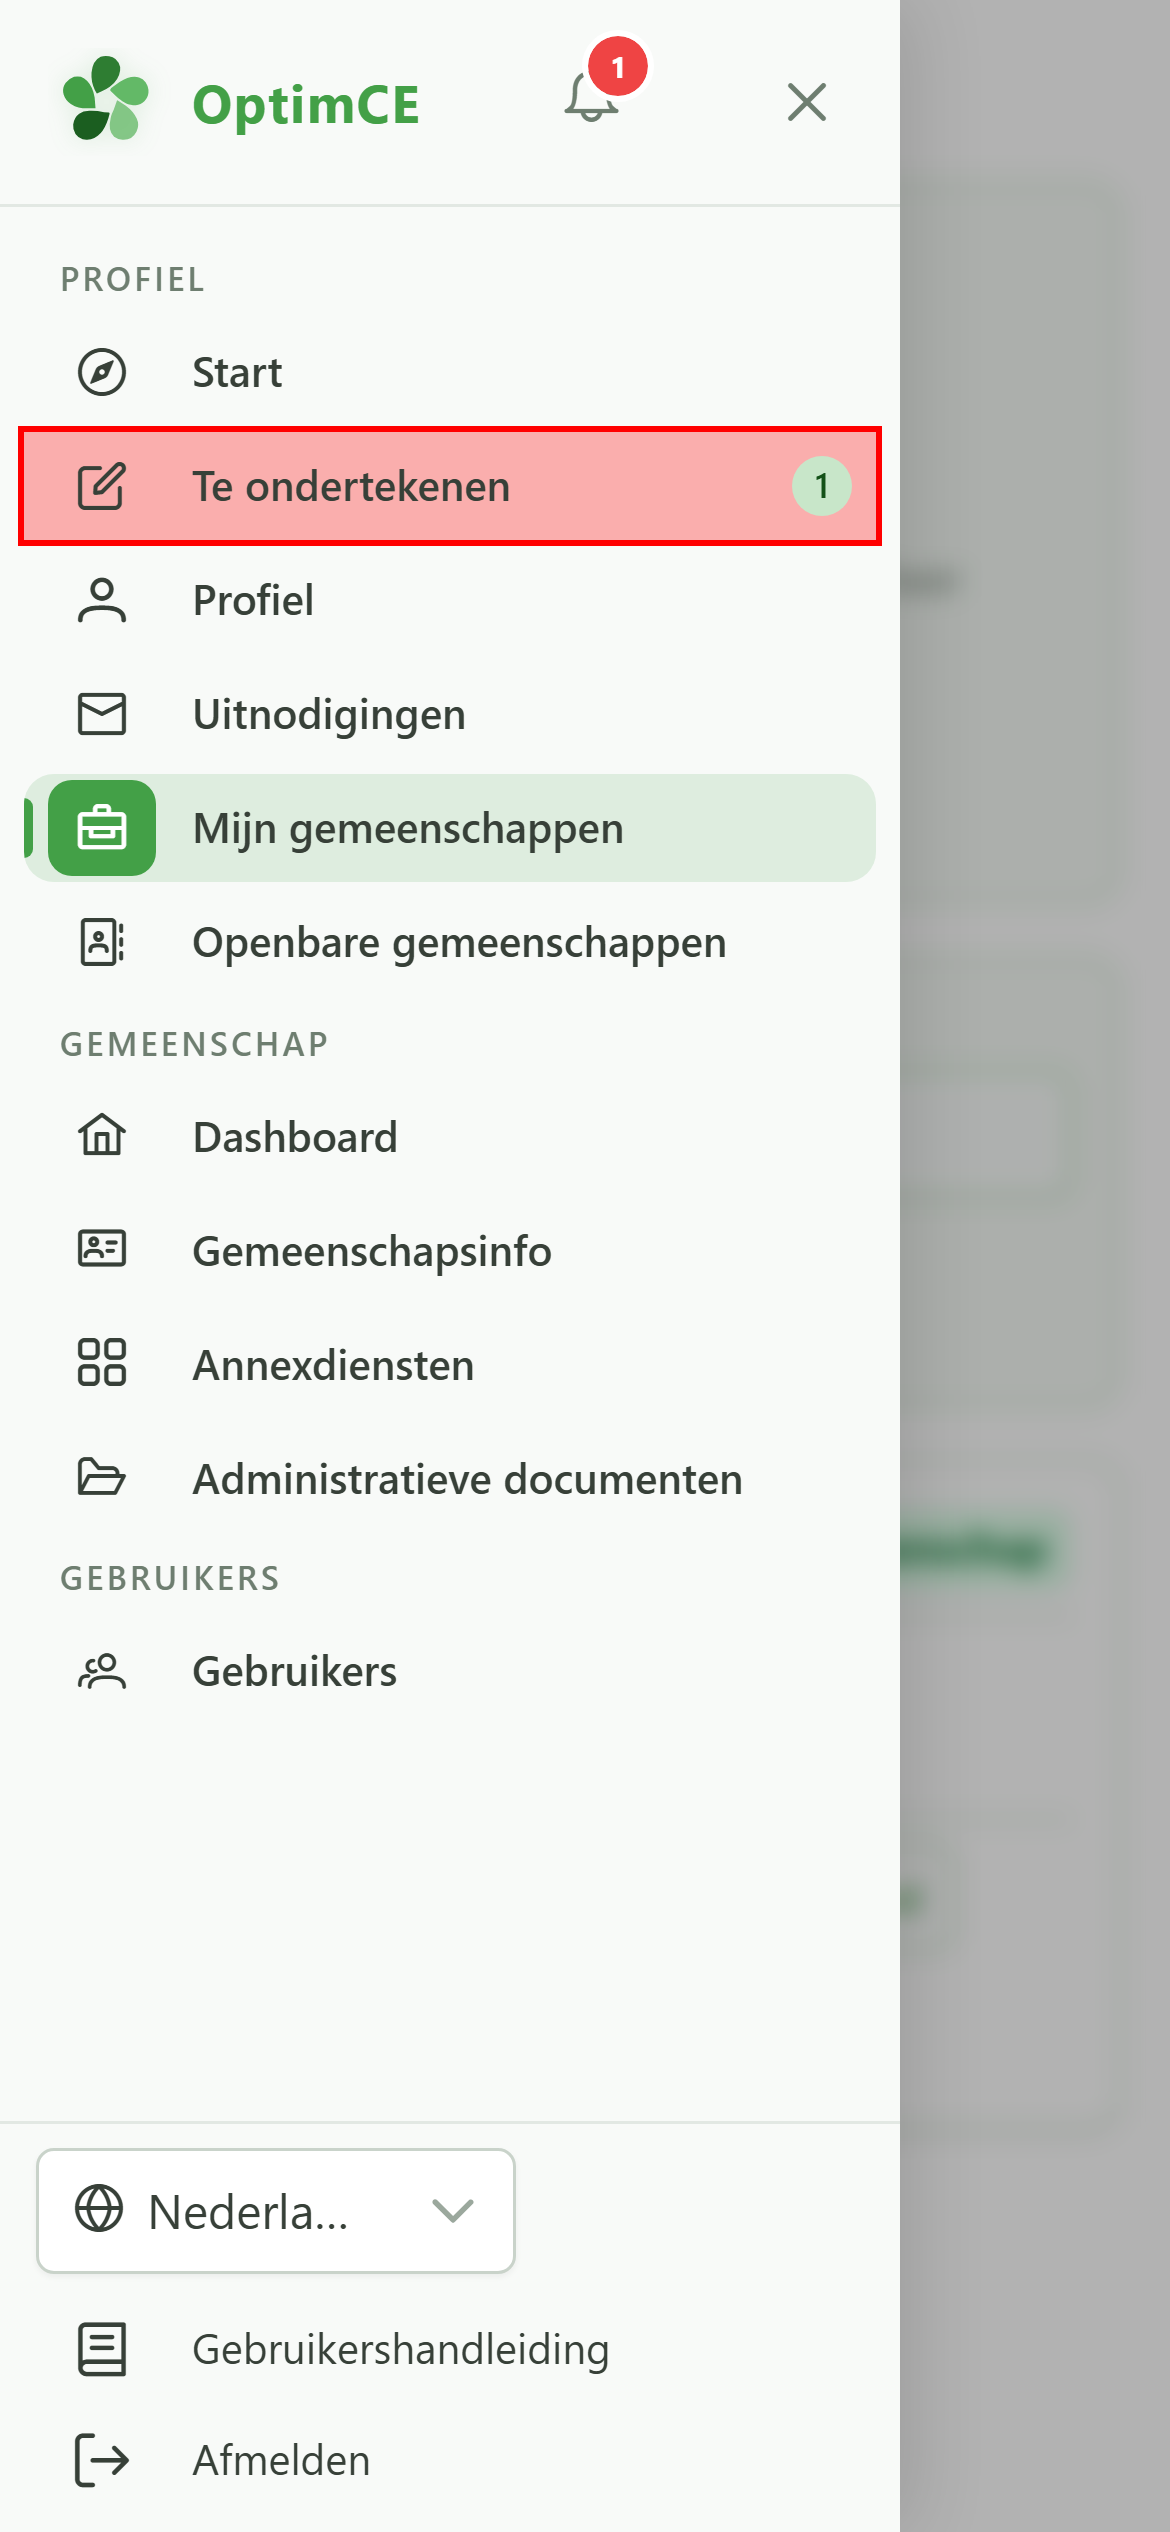 OptimCE
1
PROFIEL
Start
Te ondertekenen
1
Profiel
Uitnodigingen
Mijn gemeenschappen
Openbare gemeenschappen
GEMEENSCHAP
Dashboard
Gemeenschapsinfo
Annexdiensten
Administratieve documenten
GEBRUIKERS
Gebruikers
Nederla...
Gebruikershandleiding
Afmelden